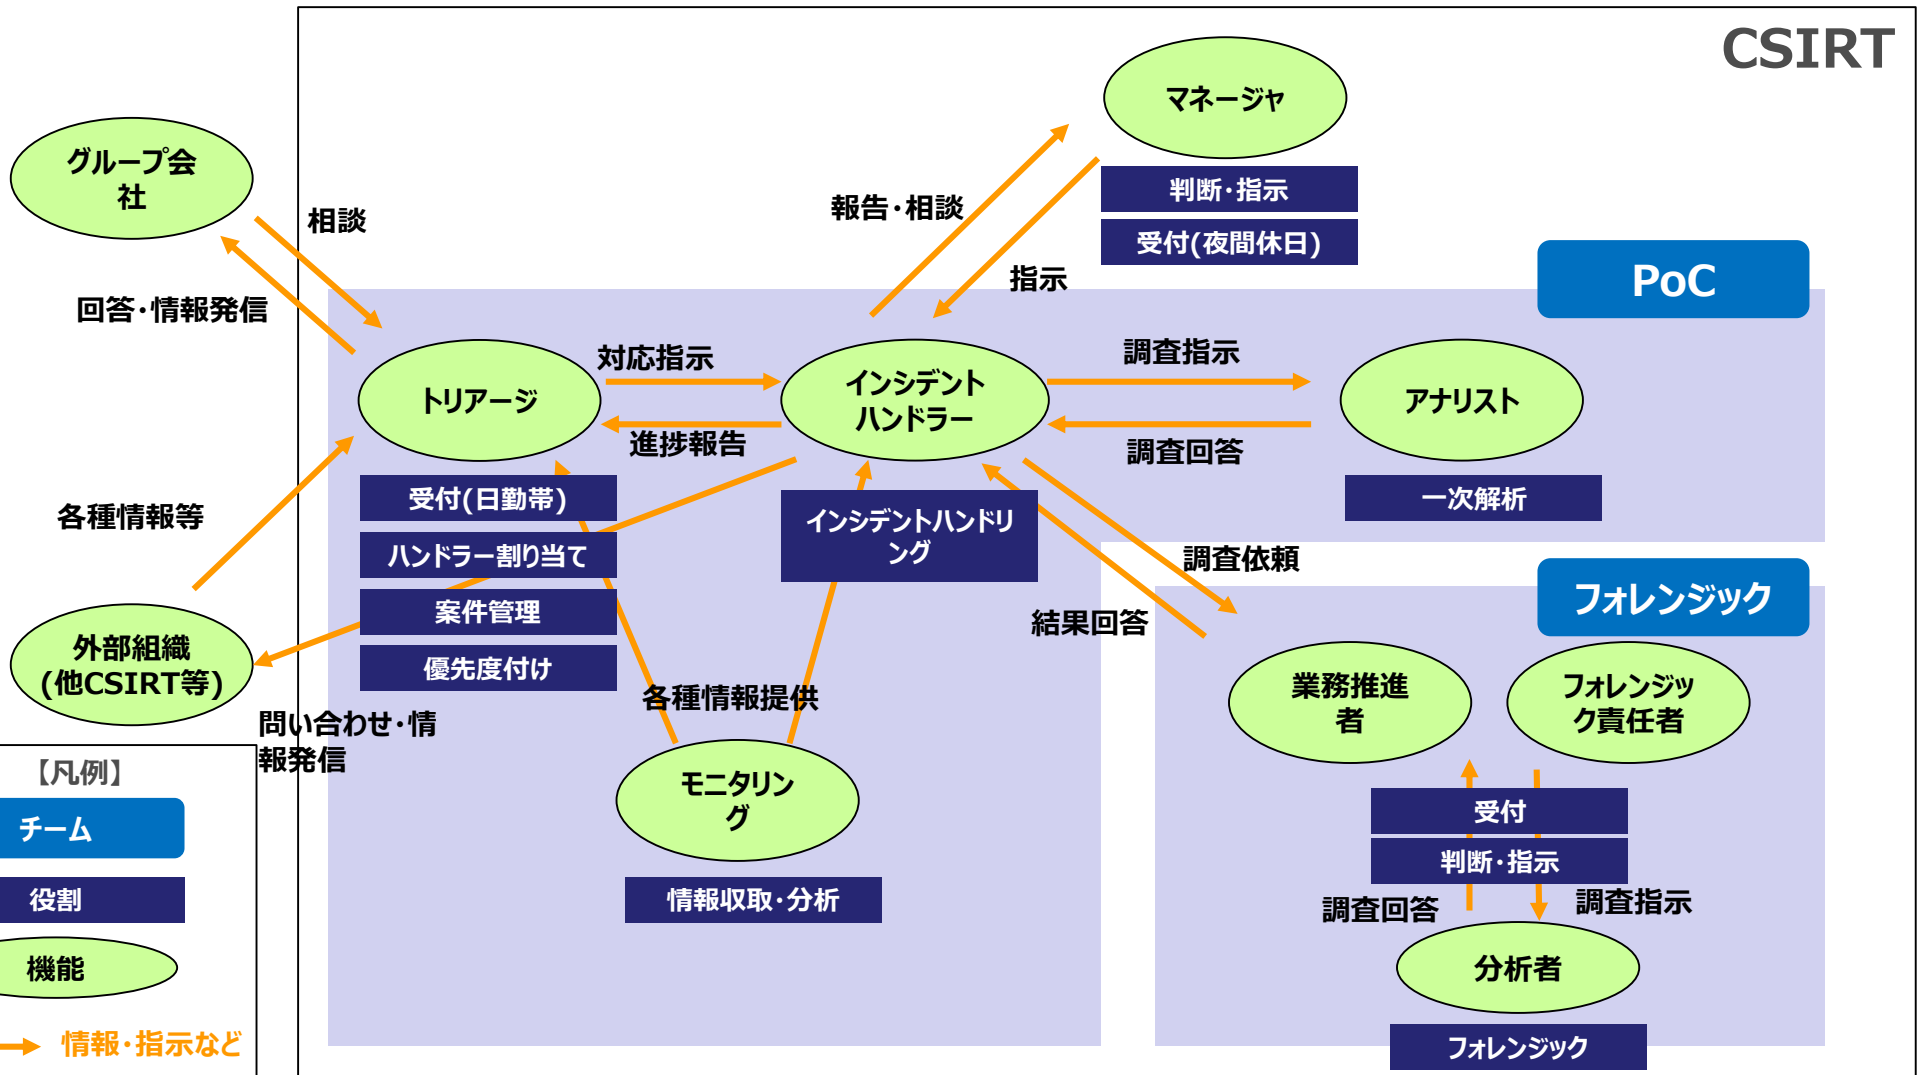 CSIRT
マネージャ
判断・指示
受付(夜間休日)
グループ会
社
相談
報告・相談
指示
回答・情報発信
PoC
対応指示
トリアージ
インシデント
ハンドラー
調査指示
アナリスト
進捗報告
調査回答
受付(日勤帯)
ハンドラー割り当て
案件管理
優先度付け
インシデントハンドリ
ング
一次解析
各種情報等
調査依頼
結果回答
フォレンジック
外部組織
(他CSIRT等)
問い合わせ・情
報発信
各種情報提供
業務推進
者
フォレンジッ
ク責任者
モニタリン
グ
情報収取・分析
受付
判断・指示
調査回答
調査指示
分析者
フォレンジック
【凡例】
チーム
役割
機能
情報・指示など